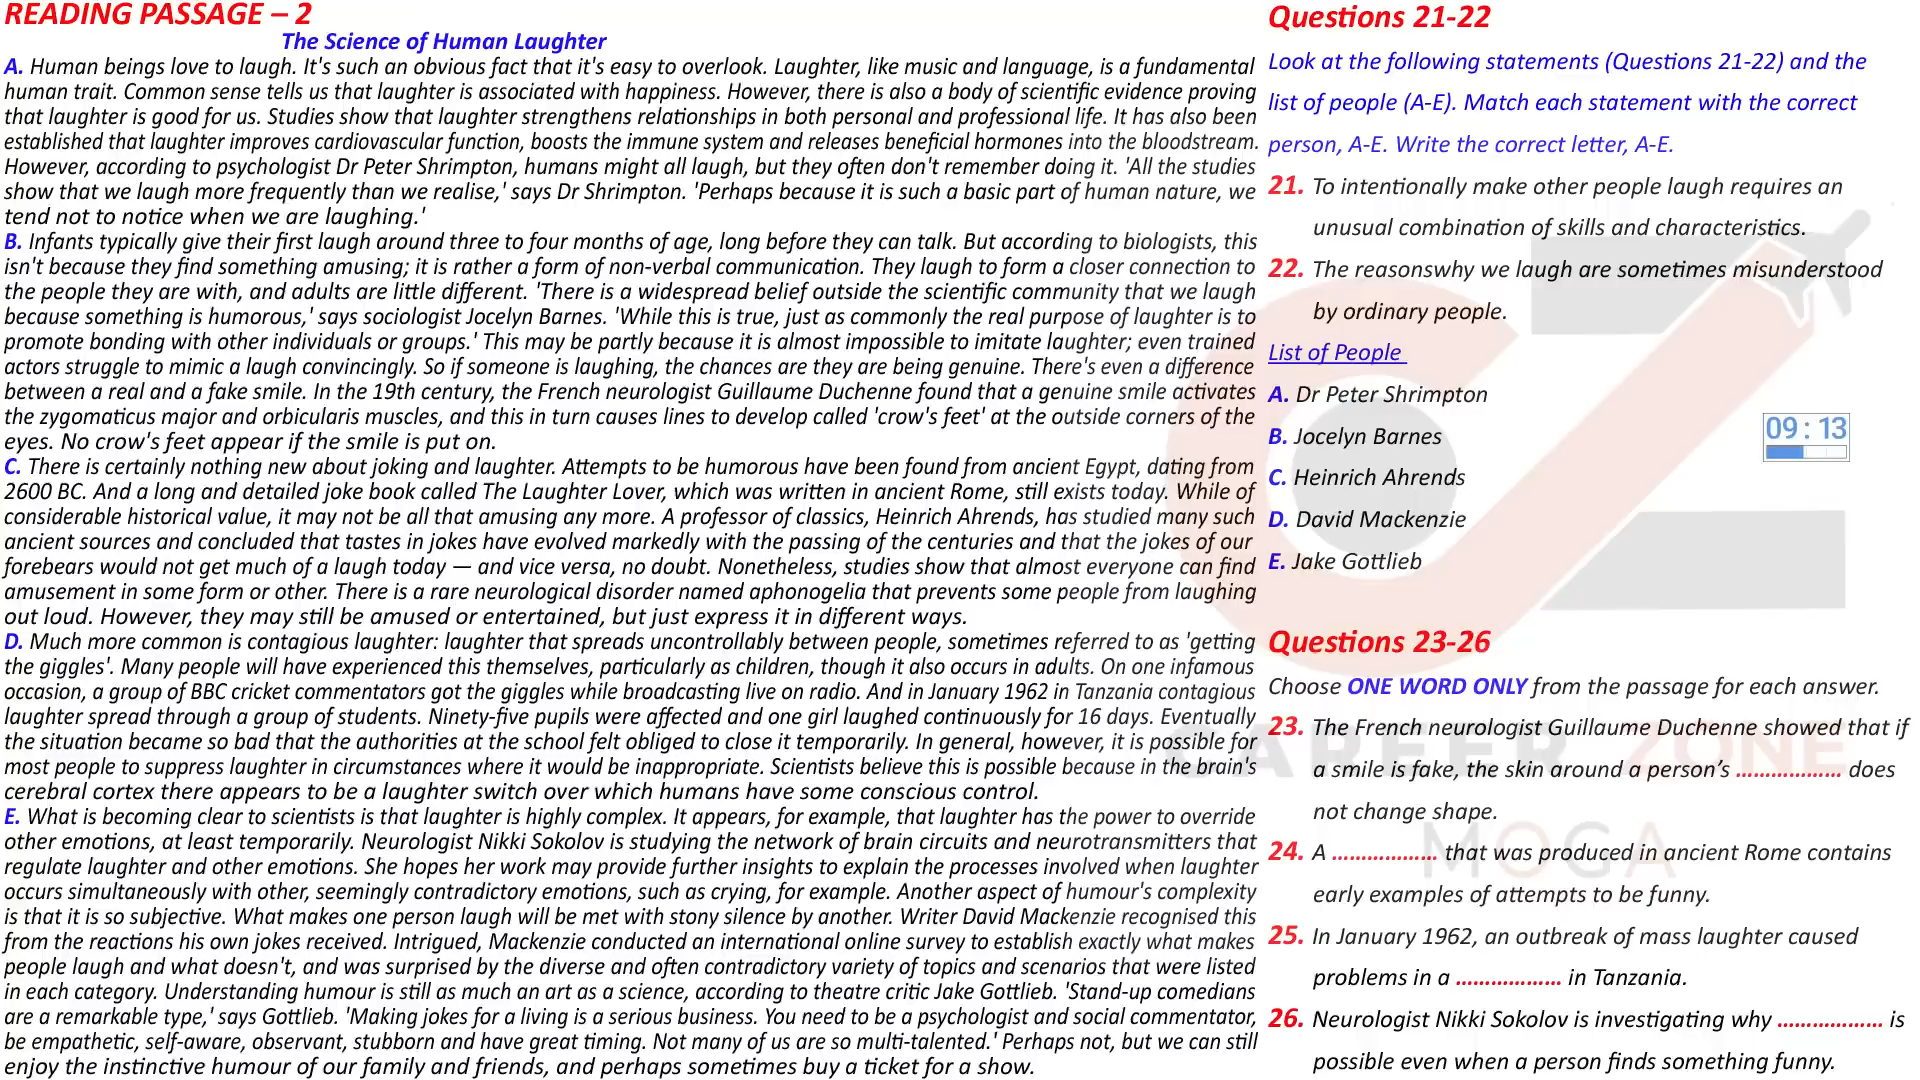 READING PASSAGE – 2
The Science of Human Laughter
A. Human beings love to laugh. It's such an obvious fact that it's easy to overlook. Laughter, like music and language, is a fundamental
human trait. Common sense tells us that laughter is associated with happiness. However, there is also a body of scientific evidence proving
that laughter is good for us. Studies show that laughter strengthens relationships in both personal and professional life. It has also been
established that laughter improves cardiovascular function, boosts the immune system and releases beneficial hormones into the bloodstream.
However, according to psychologist Dr Peter Shrimpton, humans might all laugh, but they often don't remember doing it. 'All the studies
show that we laugh more frequently than we realise,' says Dr Shrimpton. 'Perhaps because it is such a basic part of human nature, we
tend not to notice when we are laughing.'
B. Infants typically give their first laugh around three to four months of age, long before they can talk. But according to biologists, this
isn't because they find something amusing; it is rather a form of non-verbal communication. They laugh to form a closer connection to
the people they are with, and adults are little different. 'There is a widespread belief outside the scientific community that we laugh
because something is humorous,' says sociologist Jocelyn Barnes. 'While this is true, just as commonly the real purpose of laughter is to
promote bonding with other individuals or groups.' This may be partly because it is almost impossible to imitate laughter; even trained
actors struggle to mimic a laugh convincingly. So if someone is laughing, the chances are they are being genuine. There's even a difference
between a real and a fake smile. In the 19th century, the French neurologist Guillaume Duchenne found that a genuine smile activates
the zygomaticus major and orbicularis muscles, and this in turn causes lines to develop called 'crow's feet' at the outside corners of the
eyes. No crow's feet appear if the smile is put on.
C. There is certainly nothing new about joking and laughter. Attempts to be humorous have been found from ancient Egypt, dating from
2600 BC. And a long and detailed joke book called The Laughter Lover, which was written in ancient Rome, still exists today. While of
considerable historical value, it may not be all that amusing any more. A professor of classics, Heinrich Ahrends, has studied many such
ancient sources and concluded that tastes in jokes have evolved markedly with the passing of the centuries and that the jokes of our
forebears would not get much of a laugh today — and vice versa, no doubt. Nonetheless, studies show that almost everyone can find
amusement in some form or other. There is a rare neurological disorder named aphonogelia that prevents some people from laughing
out loud. However, they may still be amused or entertained, but just express it in different ways.
D. Much more common is contagious laughter: laughter that spreads uncontrollably between people, sometimes referred to as 'getting
the giggles'. Many people will have experienced this themselves, particularly as children, though it also occurs in adults. On one infamous
occasion, a group of BBC cricket commentators got the giggles while broadcasting live on radio. And in January 1962 in Tanzania contagious
laughter spread through a group of students. Ninety-five pupils were affected and one girl laughed continuously for 16 days. Eventually
the situation became so bad that the authorities at the school felt obliged to close it temporarily. In general, however, it is possible for
most people to suppress laughter in circumstances where it would be inappropriate. Scientists believe this is possible because in the brain's
cerebral cortex there appears to be a laughter switch over which humans have some conscious control.
E. What is becoming clear to scientists is that laughter is highly complex. It appears, for example, that laughter has the power to override
other emotions, at least temporarily. Neurologist Nikki Sokolov is studying the network of brain circuits and neurotransmitters that
regulate laughter and other emotions. She hopes her work may provide further insights to explain the processes involved when laughter
occurs simultaneously with other, seemingly contradictory emotions, such as crying, for example. Another aspect of humour's complexity
is that it is so subjective. What makes one person laugh will be met with stony silence by another. Writer David Mackenzie recognised this
from the reactions his own jokes received. Intrigued, Mackenzie conducted an international online survey to establish exactly what makes
people laugh and what doesn't, and was surprised by the diverse and often contradictory variety of topics and scenarios that were listed
in each category. Understanding humour is still as much an art as a science, according to theatre critic Jake Gottlieb. 'Stand-up comedians
are a remarkable type,' says Gottlieb. 'Making jokes for a living is a serious business. You need to be a psychologist and social commentator,
be empathetic, self-aware, observant, stubborn and have great timing. Not many of us are so multi-talented.' Perhaps not, but we can still
enjoy the instinctive humour of our family and friends, and perhaps sometimes buy a ticket for a show.
Questions 21-22
Look at the following statements (Questions 21-22) and the
list of people (A-E). Match each statement with the correct
person, A-E. Write the correct letter, A-E.
21. To intentionally make other people laugh requires an
unusual combination of skills and characteristics.
22. The reasonswhy we laugh are sometimes misunderstood
by ordinary people.
List of People
A. Dr Peter Shrimpton
B. Jocelyn Barnes
C. Heinrich Ahrends
D. David Mackenzie
E. Jake Gottlieb
09 : 13
Questions 23-26
Choose ONE WORD ONLY from the passage for each answer.
23. The French neurologist Guillaume Duchenne showed that if
a smile is fake, the skin around a person’s .................. does
not change shape.
24. A .................. that was produced in ancient Rome contains
early examples of attempts to be funny.
25. In January 1962, an outbreak of mass laughter caused
problems in a .................. in Tanzania.
26. Neurologist Nikki Sokolov is investigating why .................. is
possible even when a person finds something funny.
CAREER ZONE
MOGA